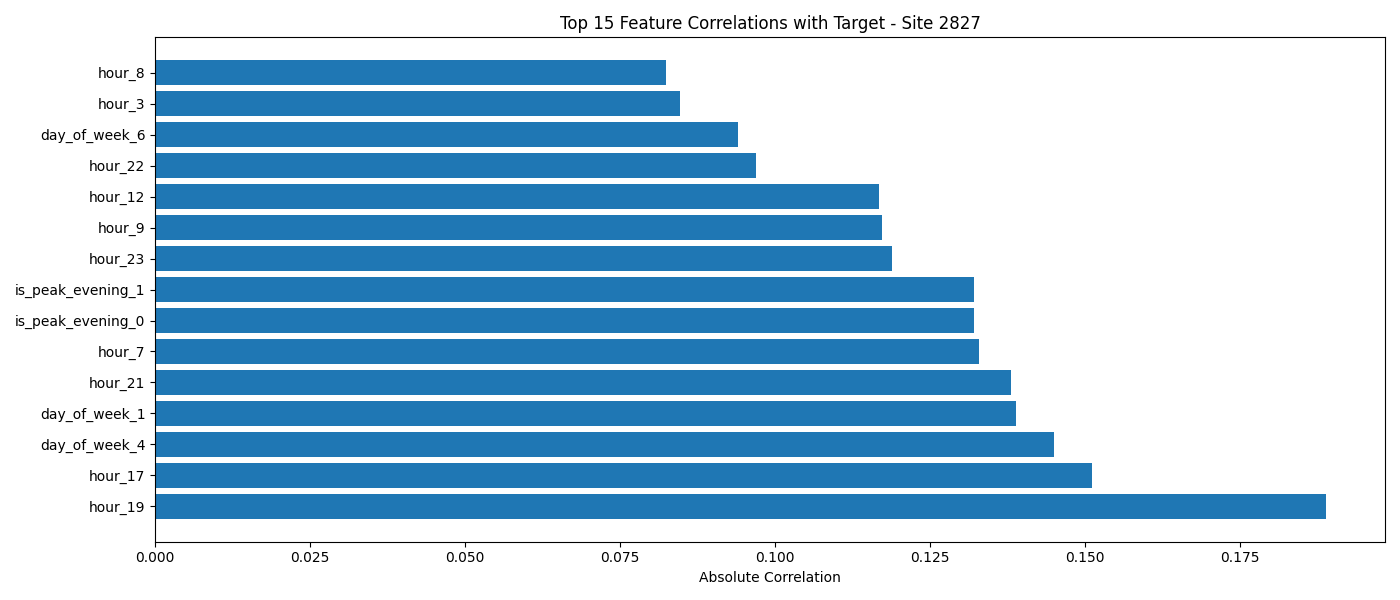 Top 15 Feature Correlations with Target - Site 2827
hour_8
hour_3
day_of_week_6
hour_22
hour_12
hour_9
hour_23
is_peak_evening_1
is_peak_evening_0
hour_7
hour_21
day_of_week_1
day_of_week_4
hour_17
hour_19
0.000 0.025 0.050 0.075 0.100 0.125 0.150 0.175
Absolute Correlation